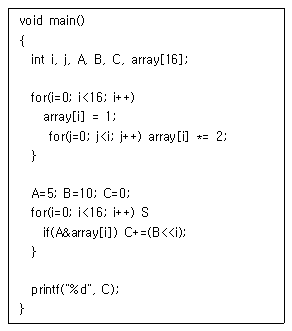 void main()
{
int i, j, A, B, C, array[16];
for(i=0; i<16; i++)
array[i] = 1;
for(j=0; j<i; j++) array[i] *= 2;
}
A=5; B=10; C=0;
for(i=0; i<16; i++) S
if(A&array[i]) C+=(B<<i);
}
printf("%d", C);
}